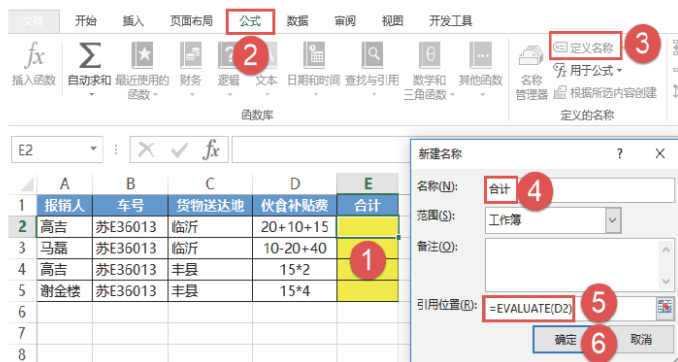 文件 开始 插入 页面布局 公式 数据 审阅 视图 开发工具
2
fx Σ ? A θ 定义名称 3
用于公式
插入函数 自动求和 最近使用的函数 财务 逻辑 文本 日期和时间 查找与引用 数学和三角函数 其他函数 名称管理器 根据所选内容创建
函数库 定义的名称
E2 fx
新建名称 ? ×
名称(N): 合计 4
范围(S): 工作簿
备注(O):
引用位置(R): =EVALUATE(D2) 5
确定 6 取消
A B C D E
1 报销人 车号 货物送达地 伙食补贴费 合计
2 高吉 苏E36013 临沂 20+10+15
3 马磊 苏E36013 临沂 10-20+40 1
4 高吉 苏E36013 丰县 15*2
5 谢金楼 苏E36013 丰县 15*4
6
7
8